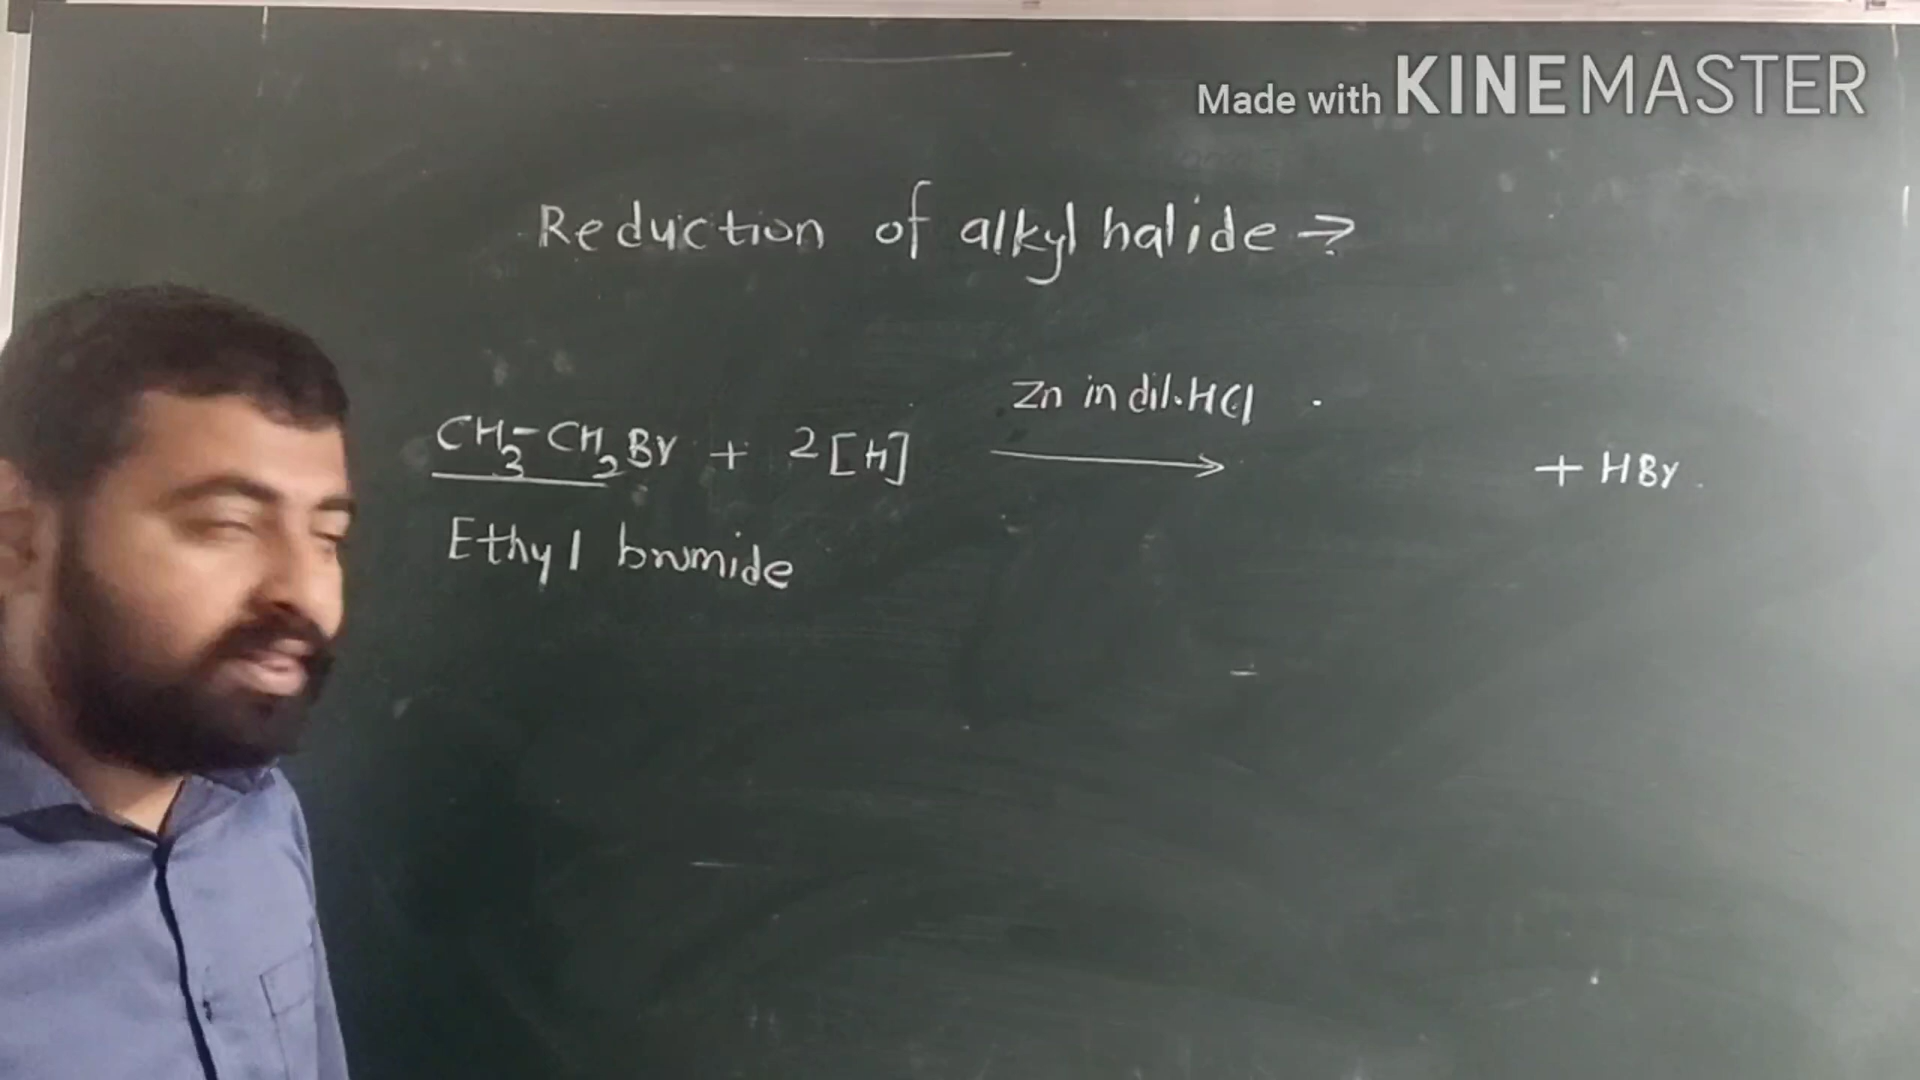 Made with KINEMASTER
Reduction of alkyl halide →
CH₃-CH₂Br + 2[H] Zn in dil.HCl → + HBr.
Ethyl bromide